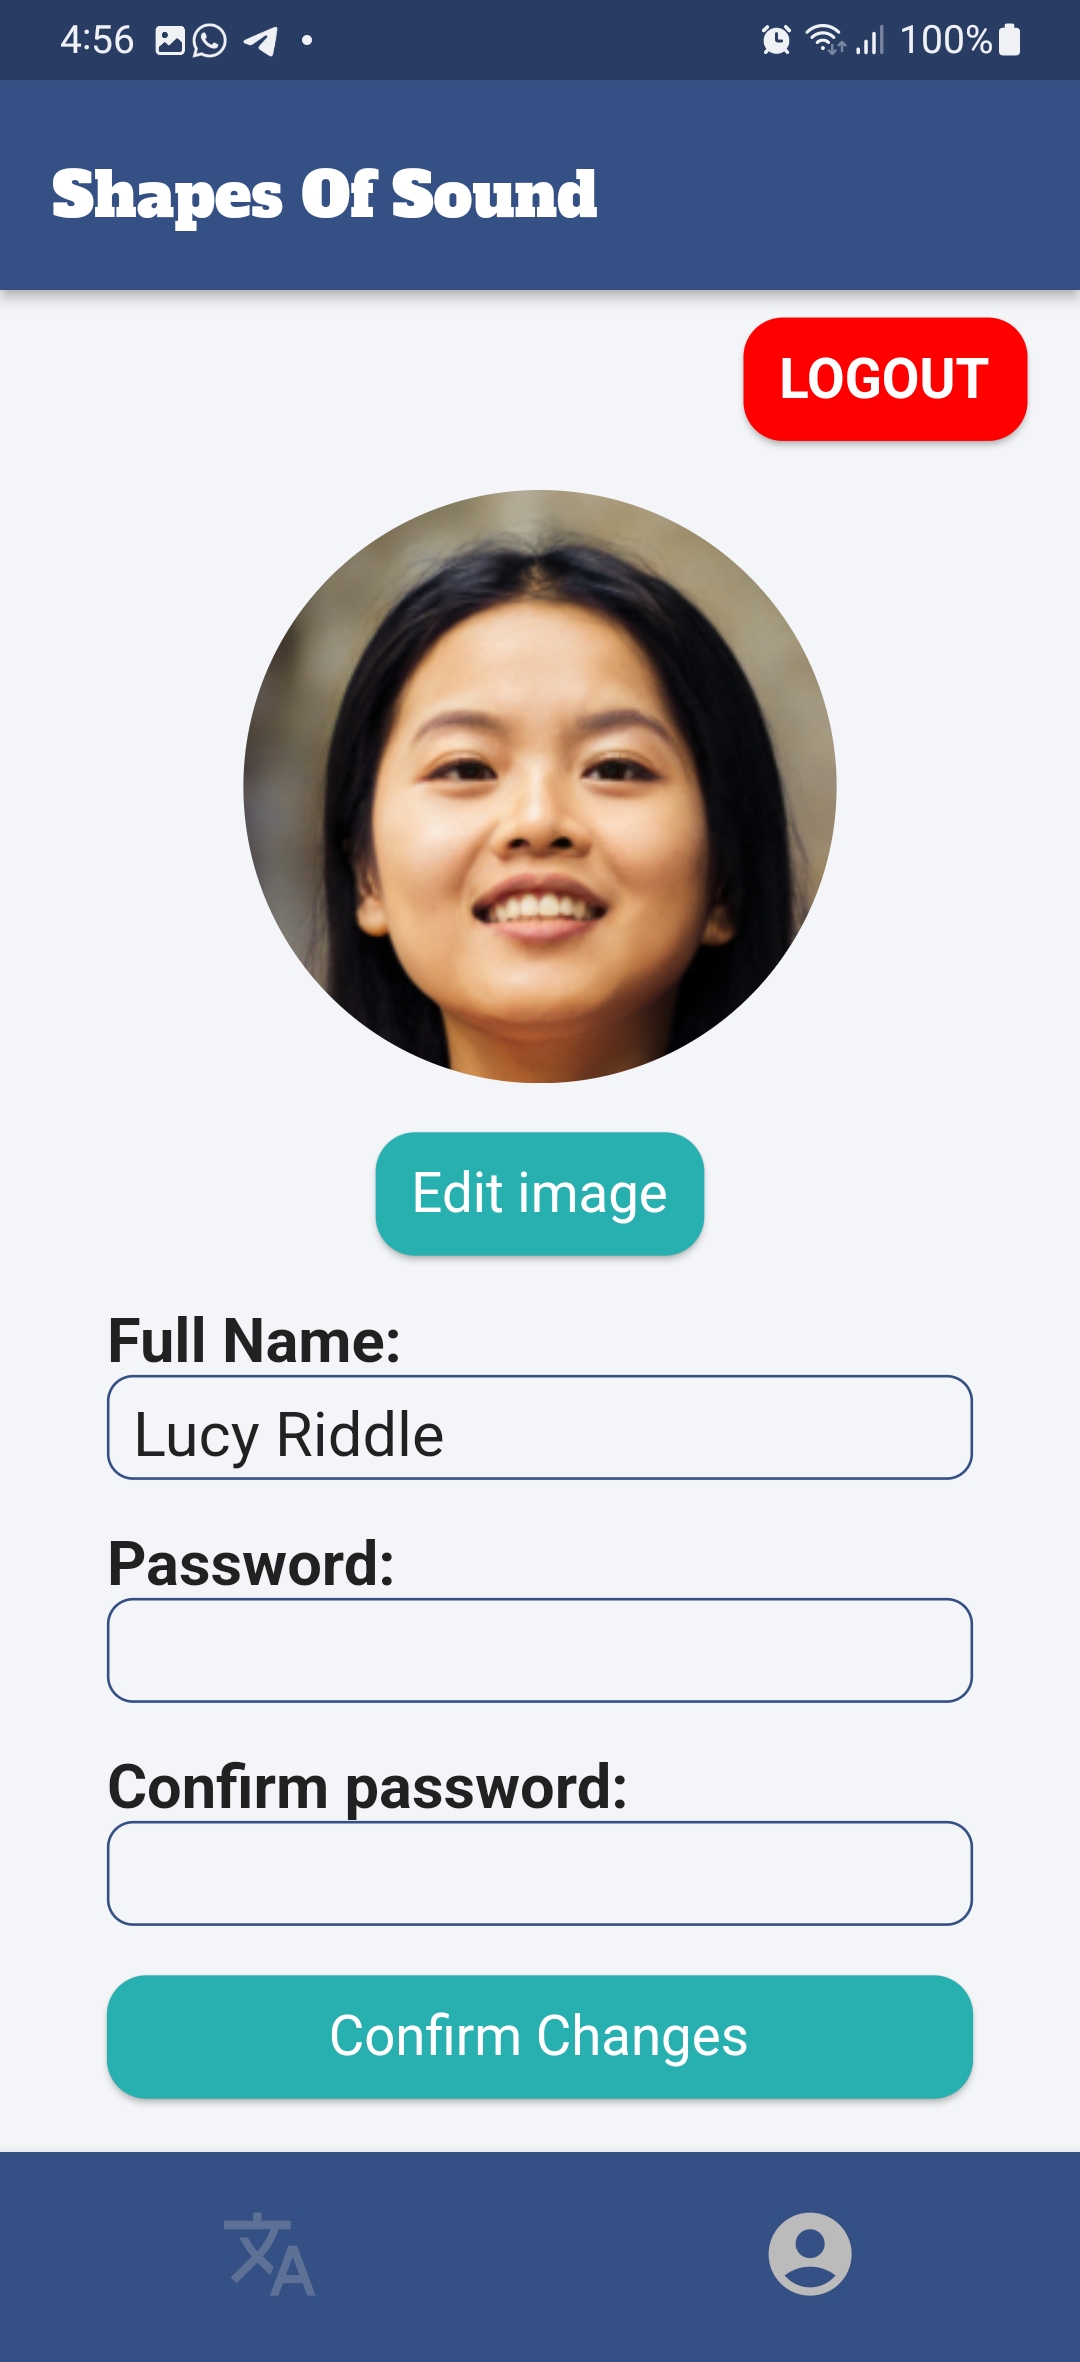 4:56
100%
Shapes Of Sound
LOGOUT
Edit image
Full Name:
Lucy Riddle
Password:
Confirm password:
Confirm Changes